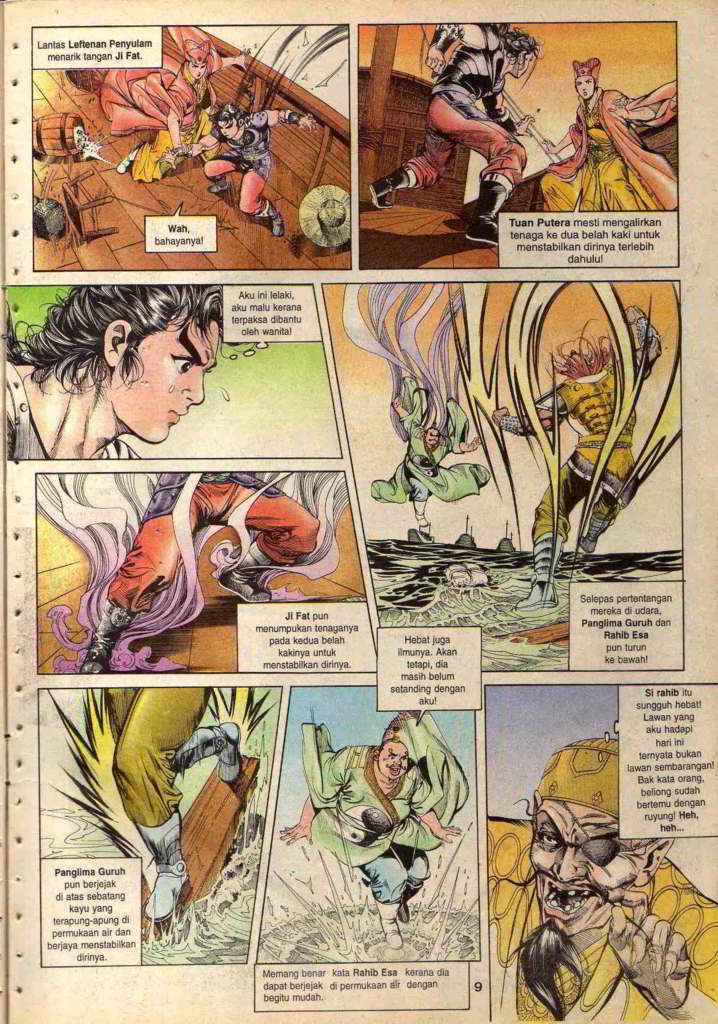 Lantas Leftenan Penyulam
menarik tangan Ji Fat.
Wah,
bahayanya!
Tuan Putera mesti mengalirkan
tenaga ke dua belah kaki untuk
menstabilkan dirinya terlebih
dahulu!
Aku ini lelaki,
aku malu kerana
terpaksa dibantu
oleh wanita!
Selepas pertentangan
mereka di udara,
Panglima Guruh dan
Rahib Esa
pun turun
ke bawah!
Ji Fat pun
menumpukan tenaganya
pada kedua belah
kakinya untuk
menstabilkan dirinya.
Hebat juga
ilmunya. Akan
tetapi, dia
masih belum
setanding dengan
aku!
Panglima Guruh
pun berjejak
di atas sebatang
kayu yang
terapung-apung di
permukaan air dan
berjaya menstabilkan
dirinya.
Memang benar kata Rahib Esa kerana dia
dapat berjejak di permukaan air dengan
begitu mudah.
Si rahib itu
sungguh hebat!
Lawan yang
aku hadapi
hari ini
ternyata bukan
lawan sembarangan!
Bak kata orang,
beliong sudah
bertemu dengan
ruyung! Heh,
heh...
9